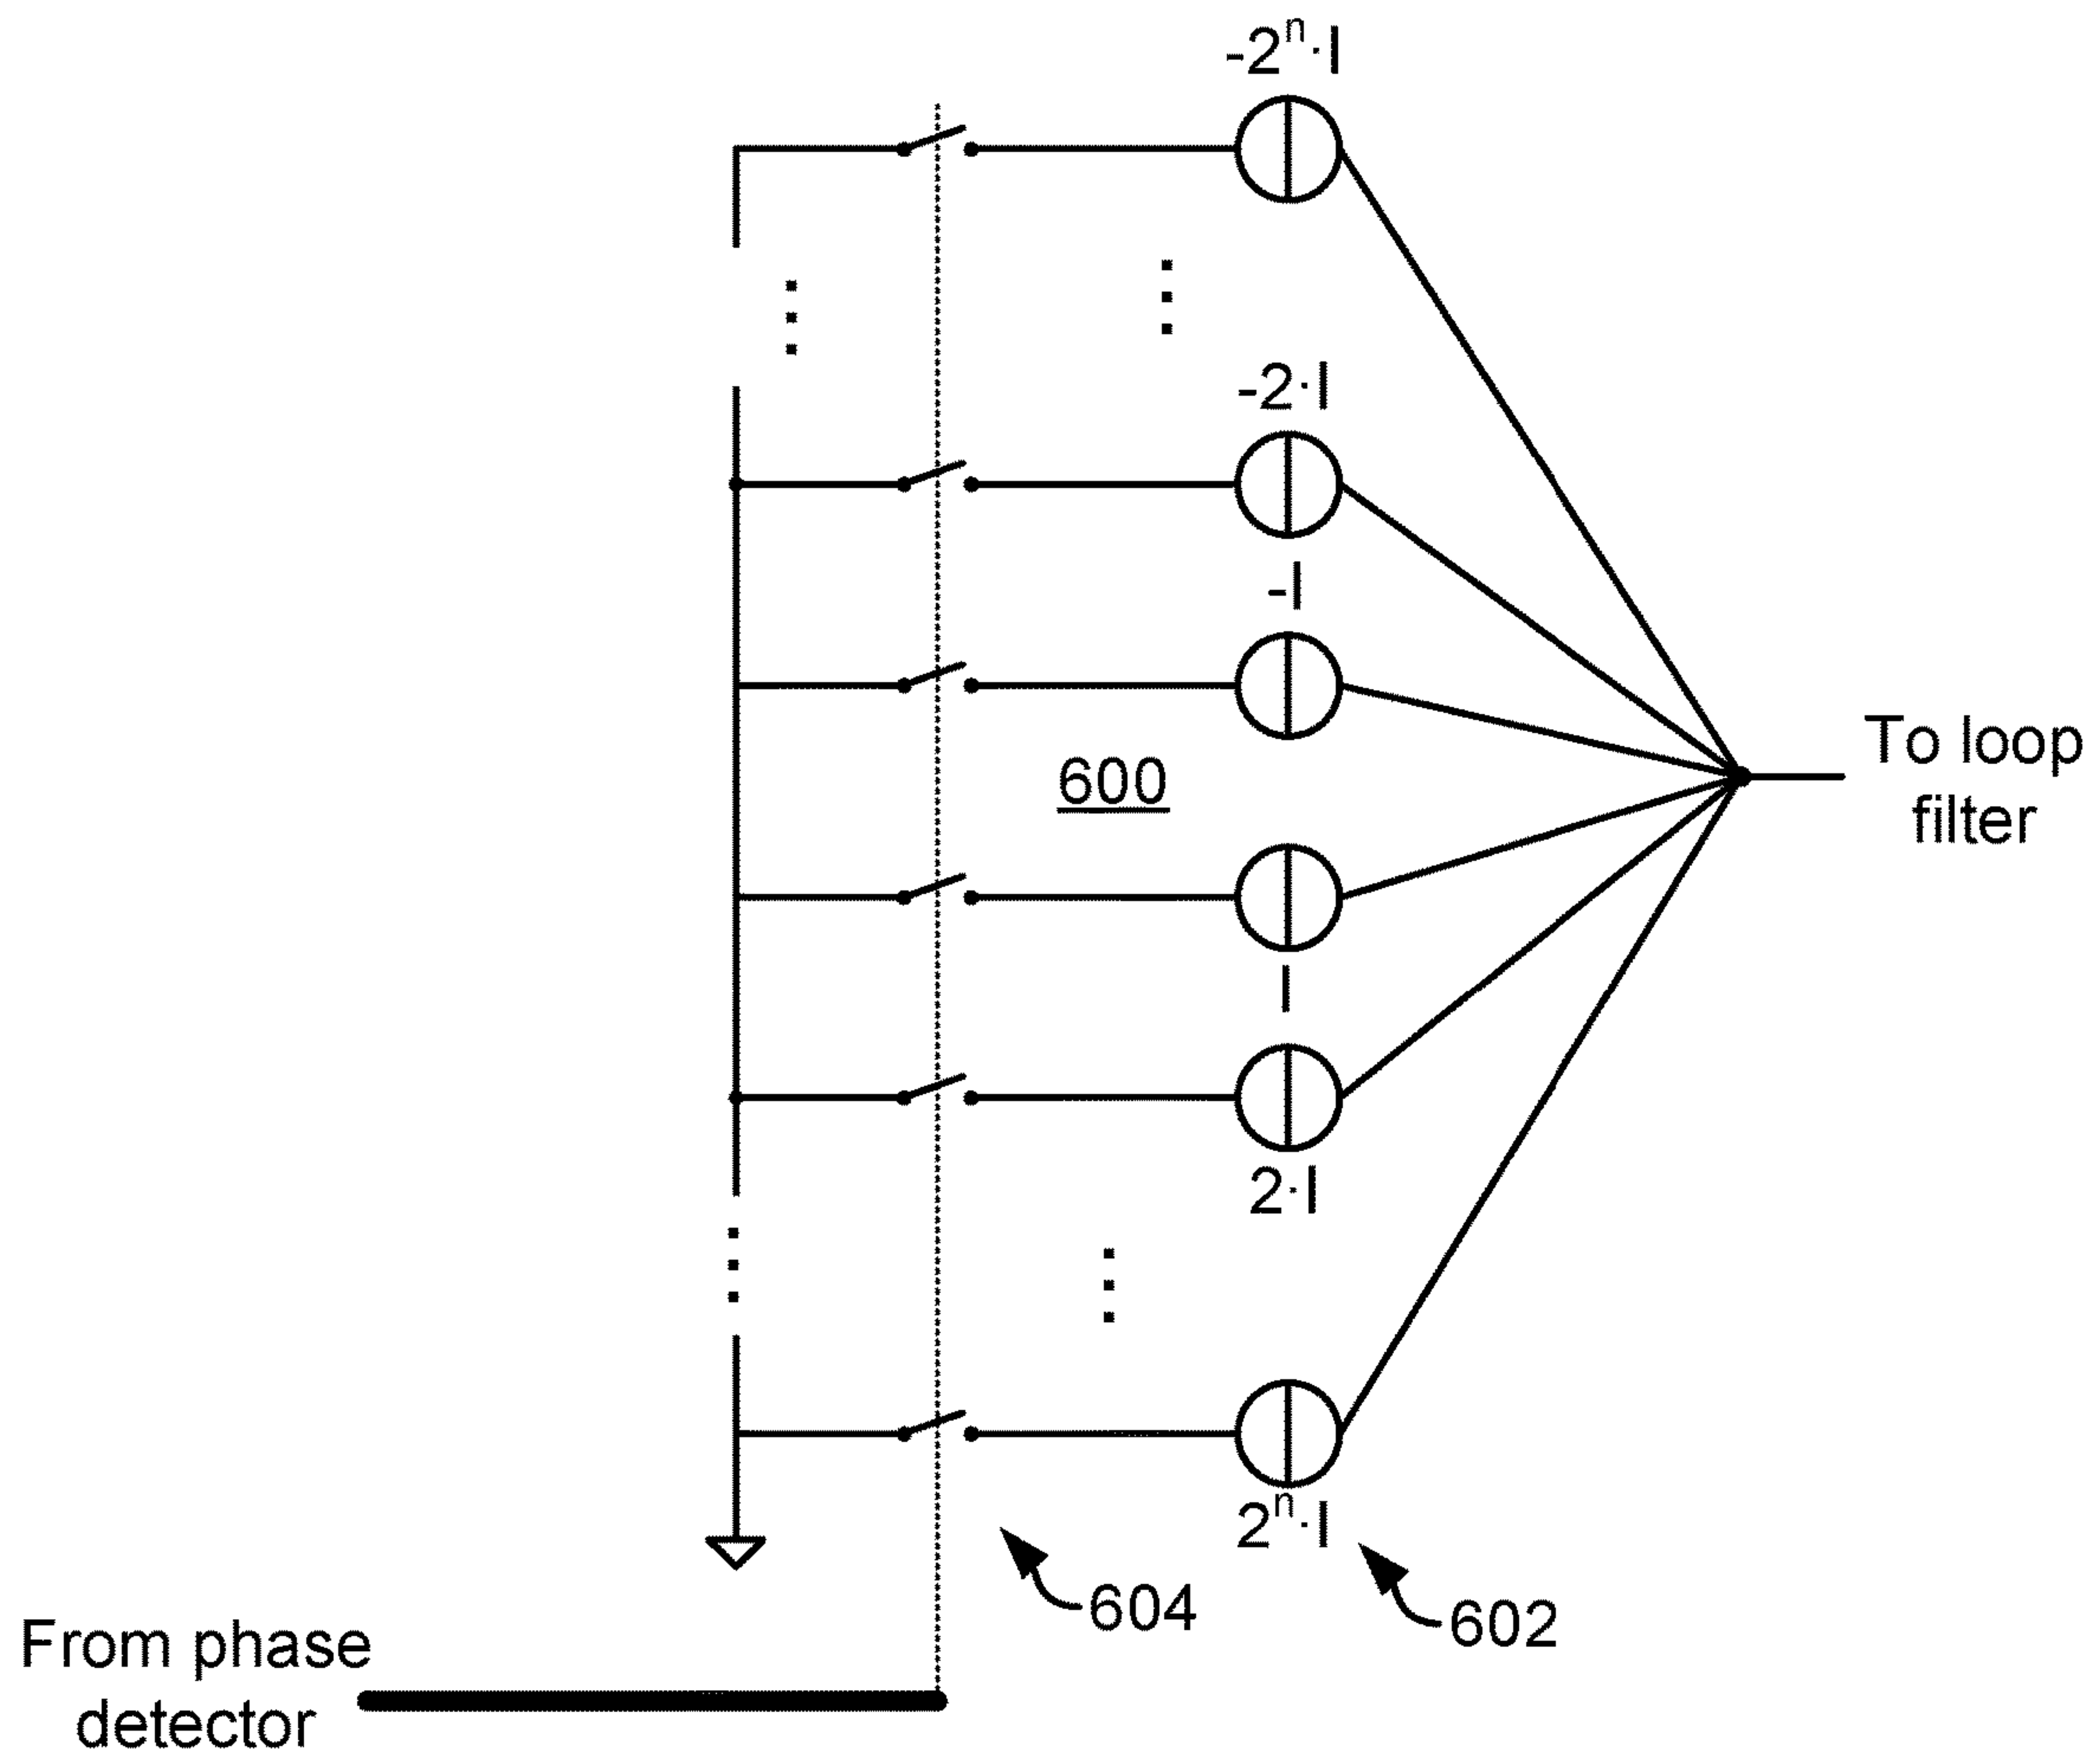 -2ⁿ·I
-2·I
-I
600
To loop
filter
I
2·I
2ⁿ·I
604
602
From phase
detector